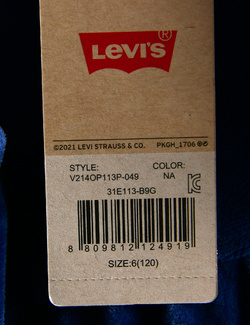 LEVI'S®
©2021 LEVI STRAUSS & CO. PKGH_1706
STYLE: COLOR:
V214OP113P-049 NA
31E113-B9G
8 809812 124919
SIZE:6(120)